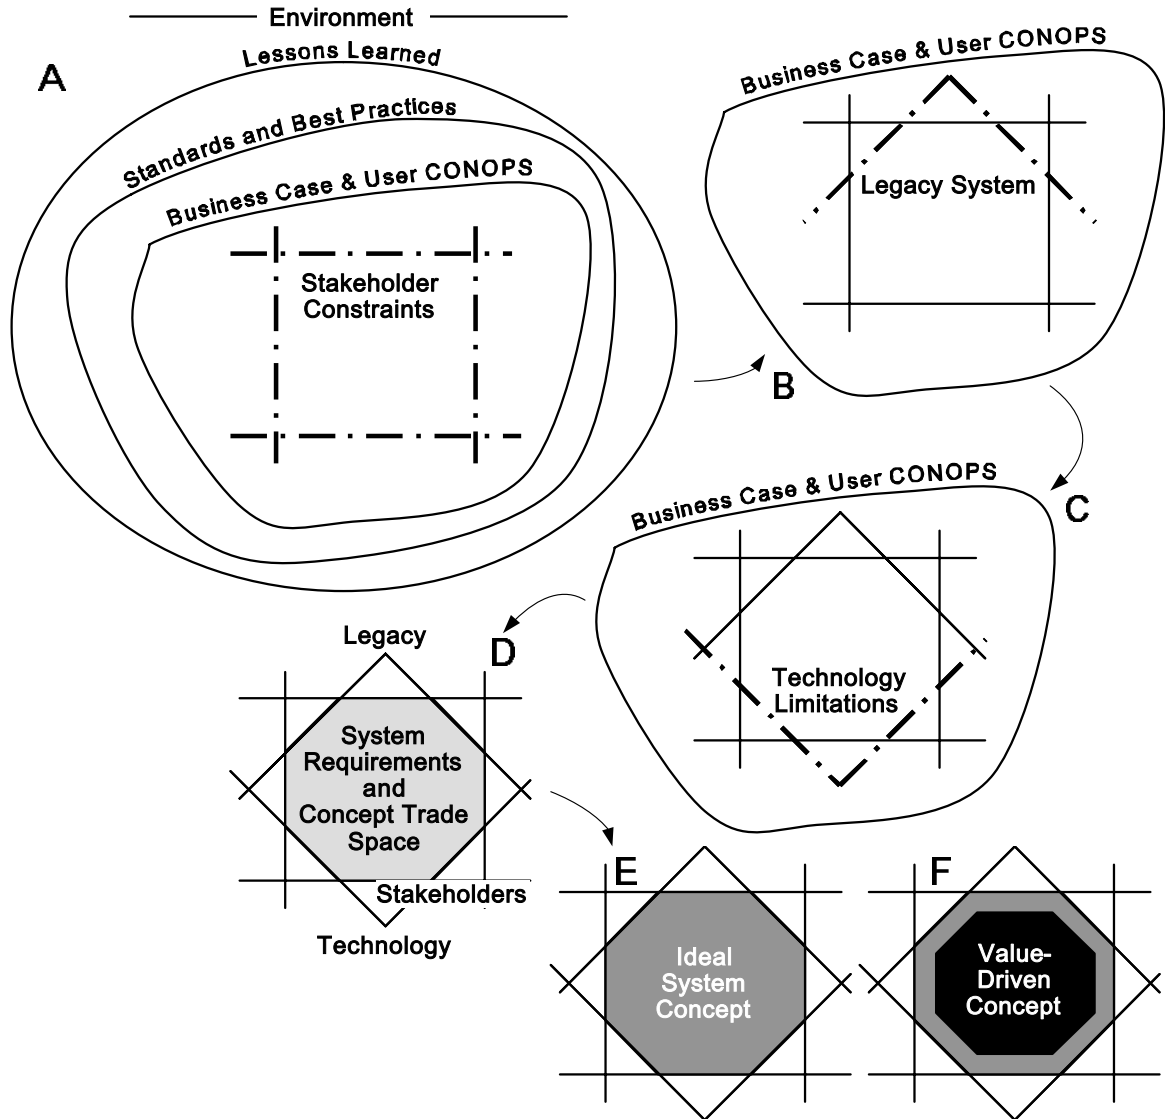 Environment
Lessons Learned
A
Standards and Best Practices
Business Case & User CONOPS
Stakeholder
Constraints
Business Case & User CONOPS
Legacy System
B
Business Case & User CONOPS
C
Technology
Limitations
D
Legacy
System
Requirements
and
Concept Trade
Space
Stakeholders
Technology
E
Ideal
System
Concept
F
Value-
Driven
Concept